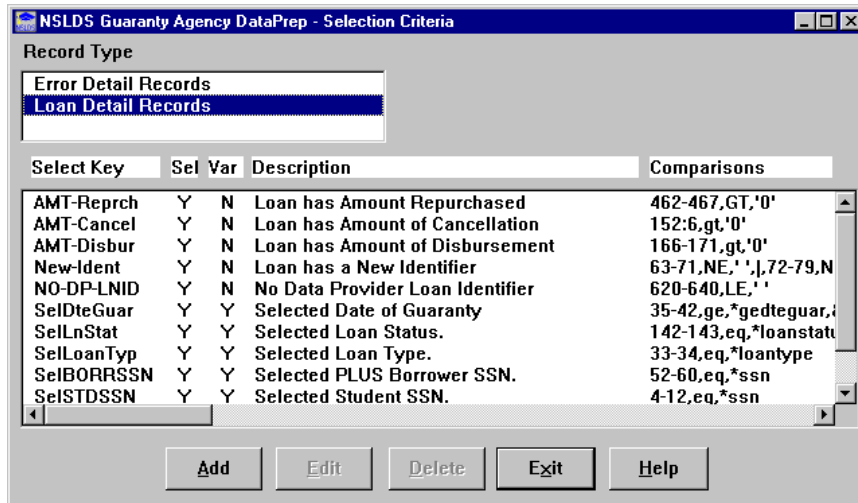 NSLDS Guaranty Agency DataPrep - Selection Criteria
Record Type
Error Detail Records
Loan Detail Records
Select Key Sel Var Description Comparisons
AMT-Reprch Y N Loan has Amount Repurchased 462-467,GT,'0'
AMT-Cancel Y N Loan has Amount of Cancellation 152:6,gt,'0'
AMT-Disbur Y N Loan has Amount of Disbursement 166-171,gt,'0'
New-Ident Y N Loan has a New Identifier 63-71,NE,' ',|,72-79,N
NO-DP-LNID Y N No Data Provider Loan Identifier 620-640,LE,' '
SelDteGuar Y Y Selected Date of Guaranty 35-42,ge,*gedteguar,&
SelLnStat Y Y Selected Loan Status. 142-143,eq,*loanstatu
SelLoanTyp Y Y Selected Loan Type. 33-34,eq,*loantype
SelBORRSSN Y Y Selected PLUS Borrower SSN. 52-60,eq,*ssn
SelSTDSSN Y Y Selected Student SSN. 4-12,eq,*ssn
Add Edit Delete Exit Help